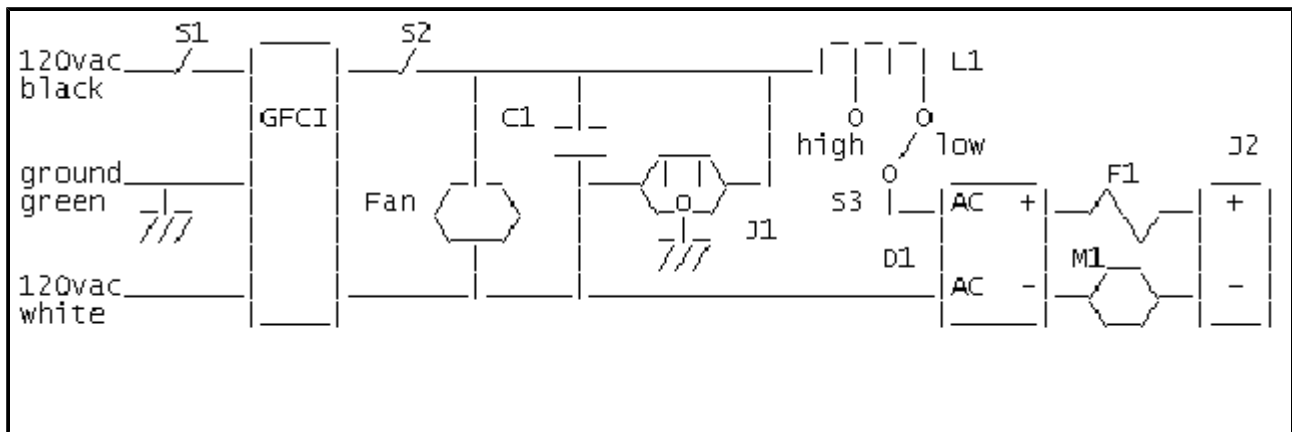 S1 S2
120vac L1
black
GFCI C1 O O
high low J2
ground O F1
green Fan O S3 AC + +
J1
D1 M1
120vac AC - -
white